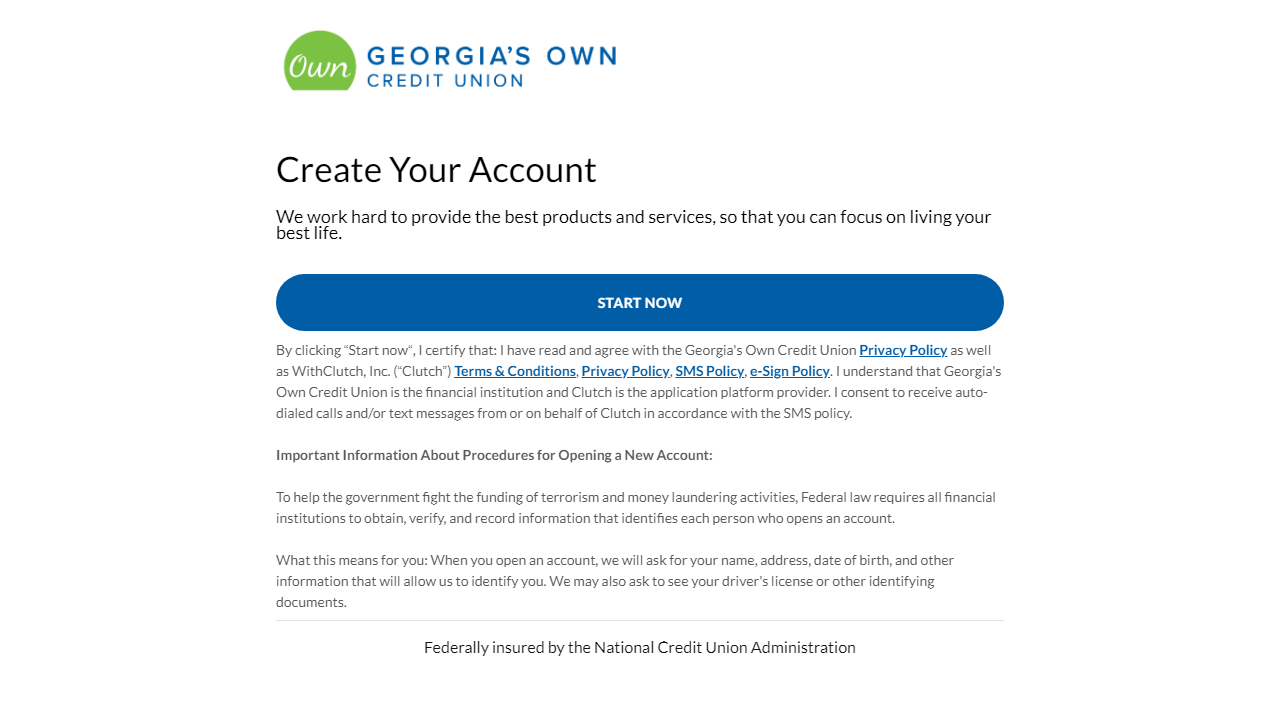 Own
GEORGIA'S OWN
CREDIT UNION
Create Your Account
We work hard to provide the best products and services, so that you can focus on living your
best life.
START NOW
By clicking “Start now“, I certify that: I have read and agree with the Georgia's Own Credit Union Privacy Policy as well
as WithClutch, Inc. (“Clutch”) Terms & Conditions, Privacy Policy, SMS Policy, e-Sign Policy. I understand that Georgia's
Own Credit Union is the financial institution and Clutch is the application platform provider. I consent to receive auto-
dialed calls and/or text messages from or on behalf of Clutch in accordance with the SMS policy.
Important Information About Procedures for Opening a New Account:
To help the government fight the funding of terrorism and money laundering activities, Federal law requires all financial
institutions to obtain, verify, and record information that identifies each person who opens an account.
What this means for you: When you open an account, we will ask for your name, address, date of birth, and other
information that will allow us to identify you. We may also ask to see your driver's license or other identifying
documents.
Federally insured by the National Credit Union Administration